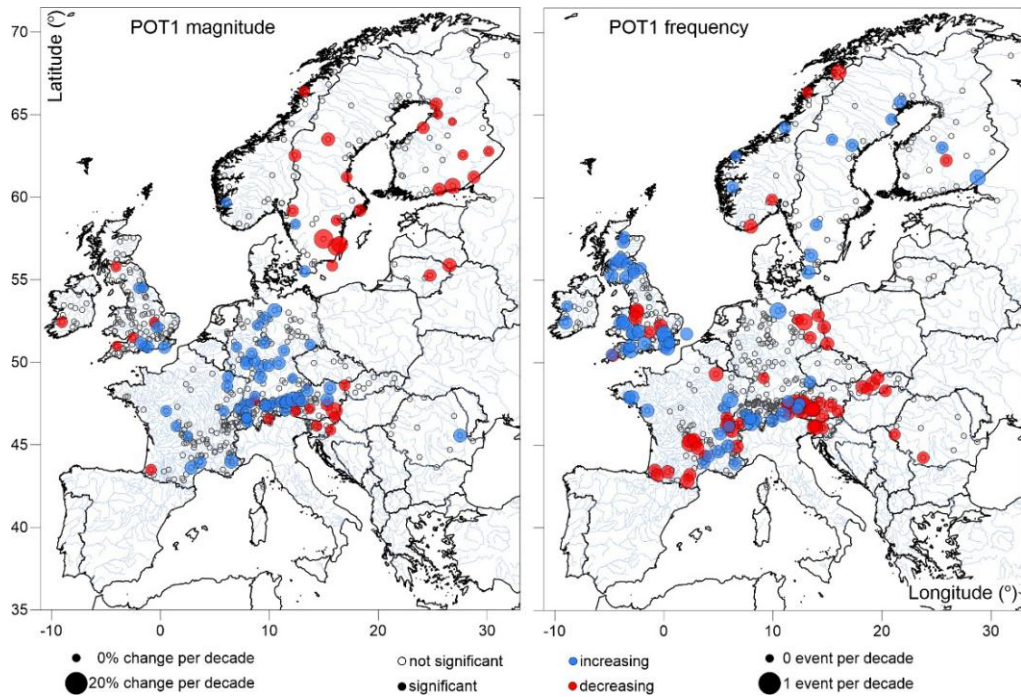 POT1 magnitude
POT1 frequency
Latitude (º)
70
65
60
55
50
45
40
35
Longitude (º)
-10 0 10 20 30
-10 0 10 20 30
0% change per decade
not significant
increasing
0 event per decade
20% change per decade
significant
decreasing
1 event per decade